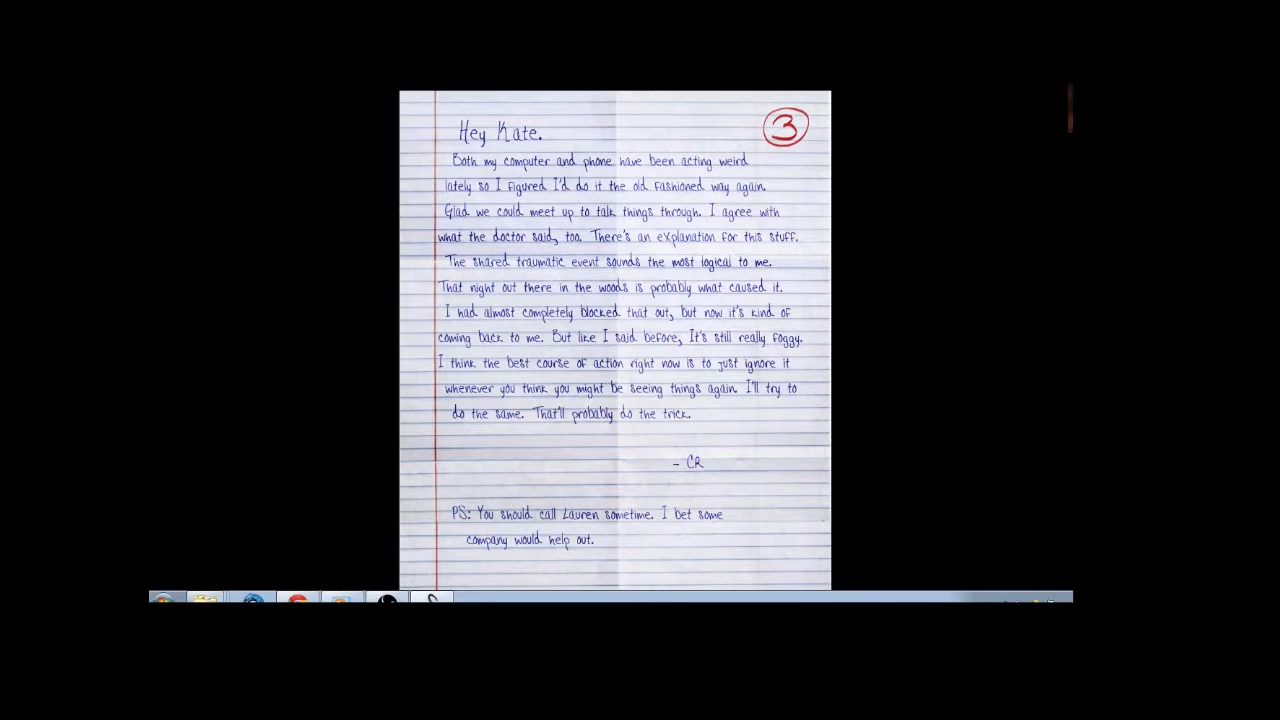 3
Hey Kate.
Both my computer and phone have been acting weird
lately so I figured I'd do it the old fashioned way again.
Glad we could meet up to talk things through. I agree with
what the doctor said, too. There's an explanation for this stuff.
The shared traumatic event sounds the most logical to me.
That night out there in the woods is probably what caused it.
I had almost completely blocked that out, but now it's kind of
coming back to me. But like I said before, It's still really foggy.
I think the best course of action right now is to just ignore it
whenever you think you might be seeing things again. I'll try to
do the same. That'll probably do the trick.
- CR
PS: You should call Lauren sometime. I bet some
company would help out.